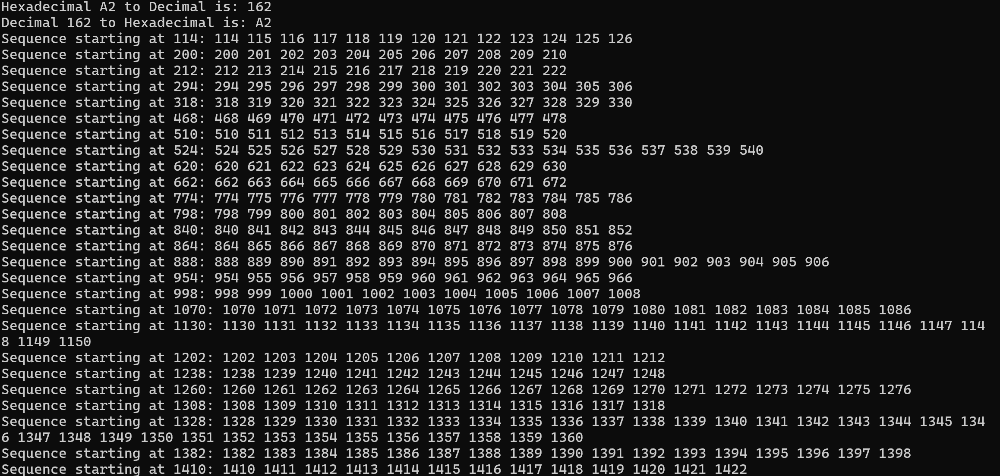 Hexadecimal A2 to Decimal is: 162
Decimal 162 to Hexadecimal is: A2
Sequence starting at 114: 114 115 116 117 118 119 120 121 122 123 124 125 126
Sequence starting at 200: 200 201 202 203 204 205 206 207 208 209 210
Sequence starting at 212: 212 213 214 215 216 217 218 219 220 221 222
Sequence starting at 294: 294 295 296 297 298 299 300 301 302 303 304 305 306
Sequence starting at 318: 318 319 320 321 322 323 324 325 326 327 328 329 330
Sequence starting at 468: 468 469 470 471 472 473 474 475 476 477 478
Sequence starting at 510: 510 511 512 513 514 515 516 517 518 519 520
Sequence starting at 524: 524 525 526 527 528 529 530 531 532 533 534 535 536 537 538 539 540
Sequence starting at 620: 620 621 622 623 624 625 626 627 628 629 630
Sequence starting at 662: 662 663 664 665 666 667 668 669 670 671 672
Sequence starting at 774: 774 775 776 777 778 779 780 781 782 783 784 785 786
Sequence starting at 798: 798 799 800 801 802 803 804 805 806 807 808
Sequence starting at 840: 840 841 842 843 844 845 846 847 848 849 850 851 852
Sequence starting at 864: 864 865 866 867 868 869 870 871 872 873 874 875 876
Sequence starting at 888: 888 889 890 891 892 893 894 895 896 897 898 899 900 901 902 903 904 905 906
Sequence starting at 954: 954 955 956 957 958 959 960 961 962 963 964 965 966
Sequence starting at 998: 998 999 1000 1001 1002 1003 1004 1005 1006 1007 1008
Sequence starting at 1070: 1070 1071 1072 1073 1074 1075 1076 1077 1078 1079 1080 1081 1082 1083 1084 1085 1086
Sequence starting at 1130: 1130 1131 1132 1133 1134 1135 1136 1137 1138 1139 1140 1141 1142 1143 1144 1145 1146 1147 114
8 1149 1150
Sequence starting at 1202: 1202 1203 1204 1205 1206 1207 1208 1209 1210 1211 1212
Sequence starting at 1238: 1238 1239 1240 1241 1242 1243 1244 1245 1246 1247 1248
Sequence starting at 1260: 1260 1261 1262 1263 1264 1265 1266 1267 1268 1269 1270 1271 1272 1273 1274 1275 1276
Sequence starting at 1308: 1308 1309 1310 1311 1312 1313 1314 1315 1316 1317 1318
Sequence starting at 1328: 1328 1329 1330 1331 1332 1333 1334 1335 1336 1337 1338 1339 1340 1341 1342 1343 1344 1345 134
6 1347 1348 1349 1350 1351 1352 1353 1354 1355 1356 1357 1358 1359 1360
Sequence starting at 1382: 1382 1383 1384 1385 1386 1387 1388 1389 1390 1391 1392 1393 1394 1395 1396 1397 1398
Sequence starting at 1410: 1410 1411 1412 1413 1414 1415 1416 1417 1418 1419 1420 1421 1422